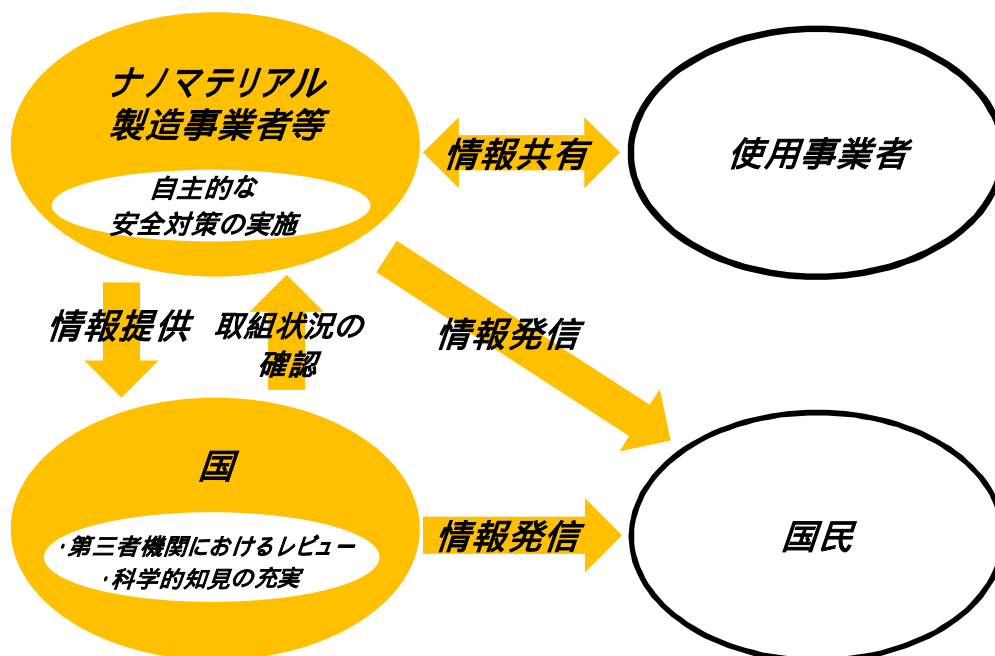 ナノマテリアル
製造事業者等
自主的な
安全対策の実施
情報共有
使用事業者
情報提供
取組状況の
確認
情報発信
国
・第三者機関におけるレビュー
・科学的知見の充実
情報発信
国民